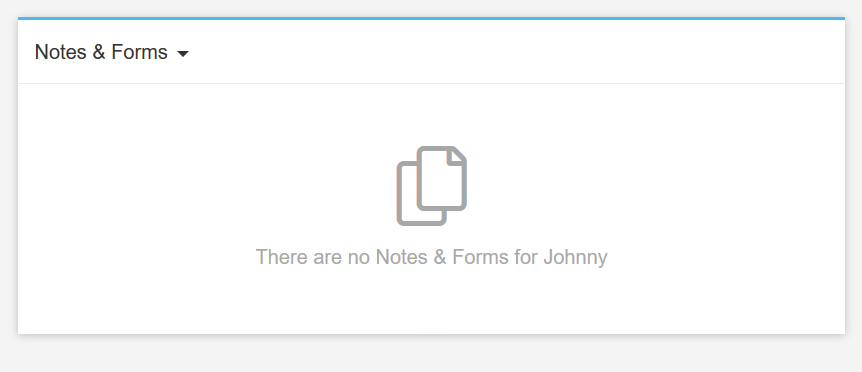 Notes & Forms
There are no Notes & Forms for Johnny